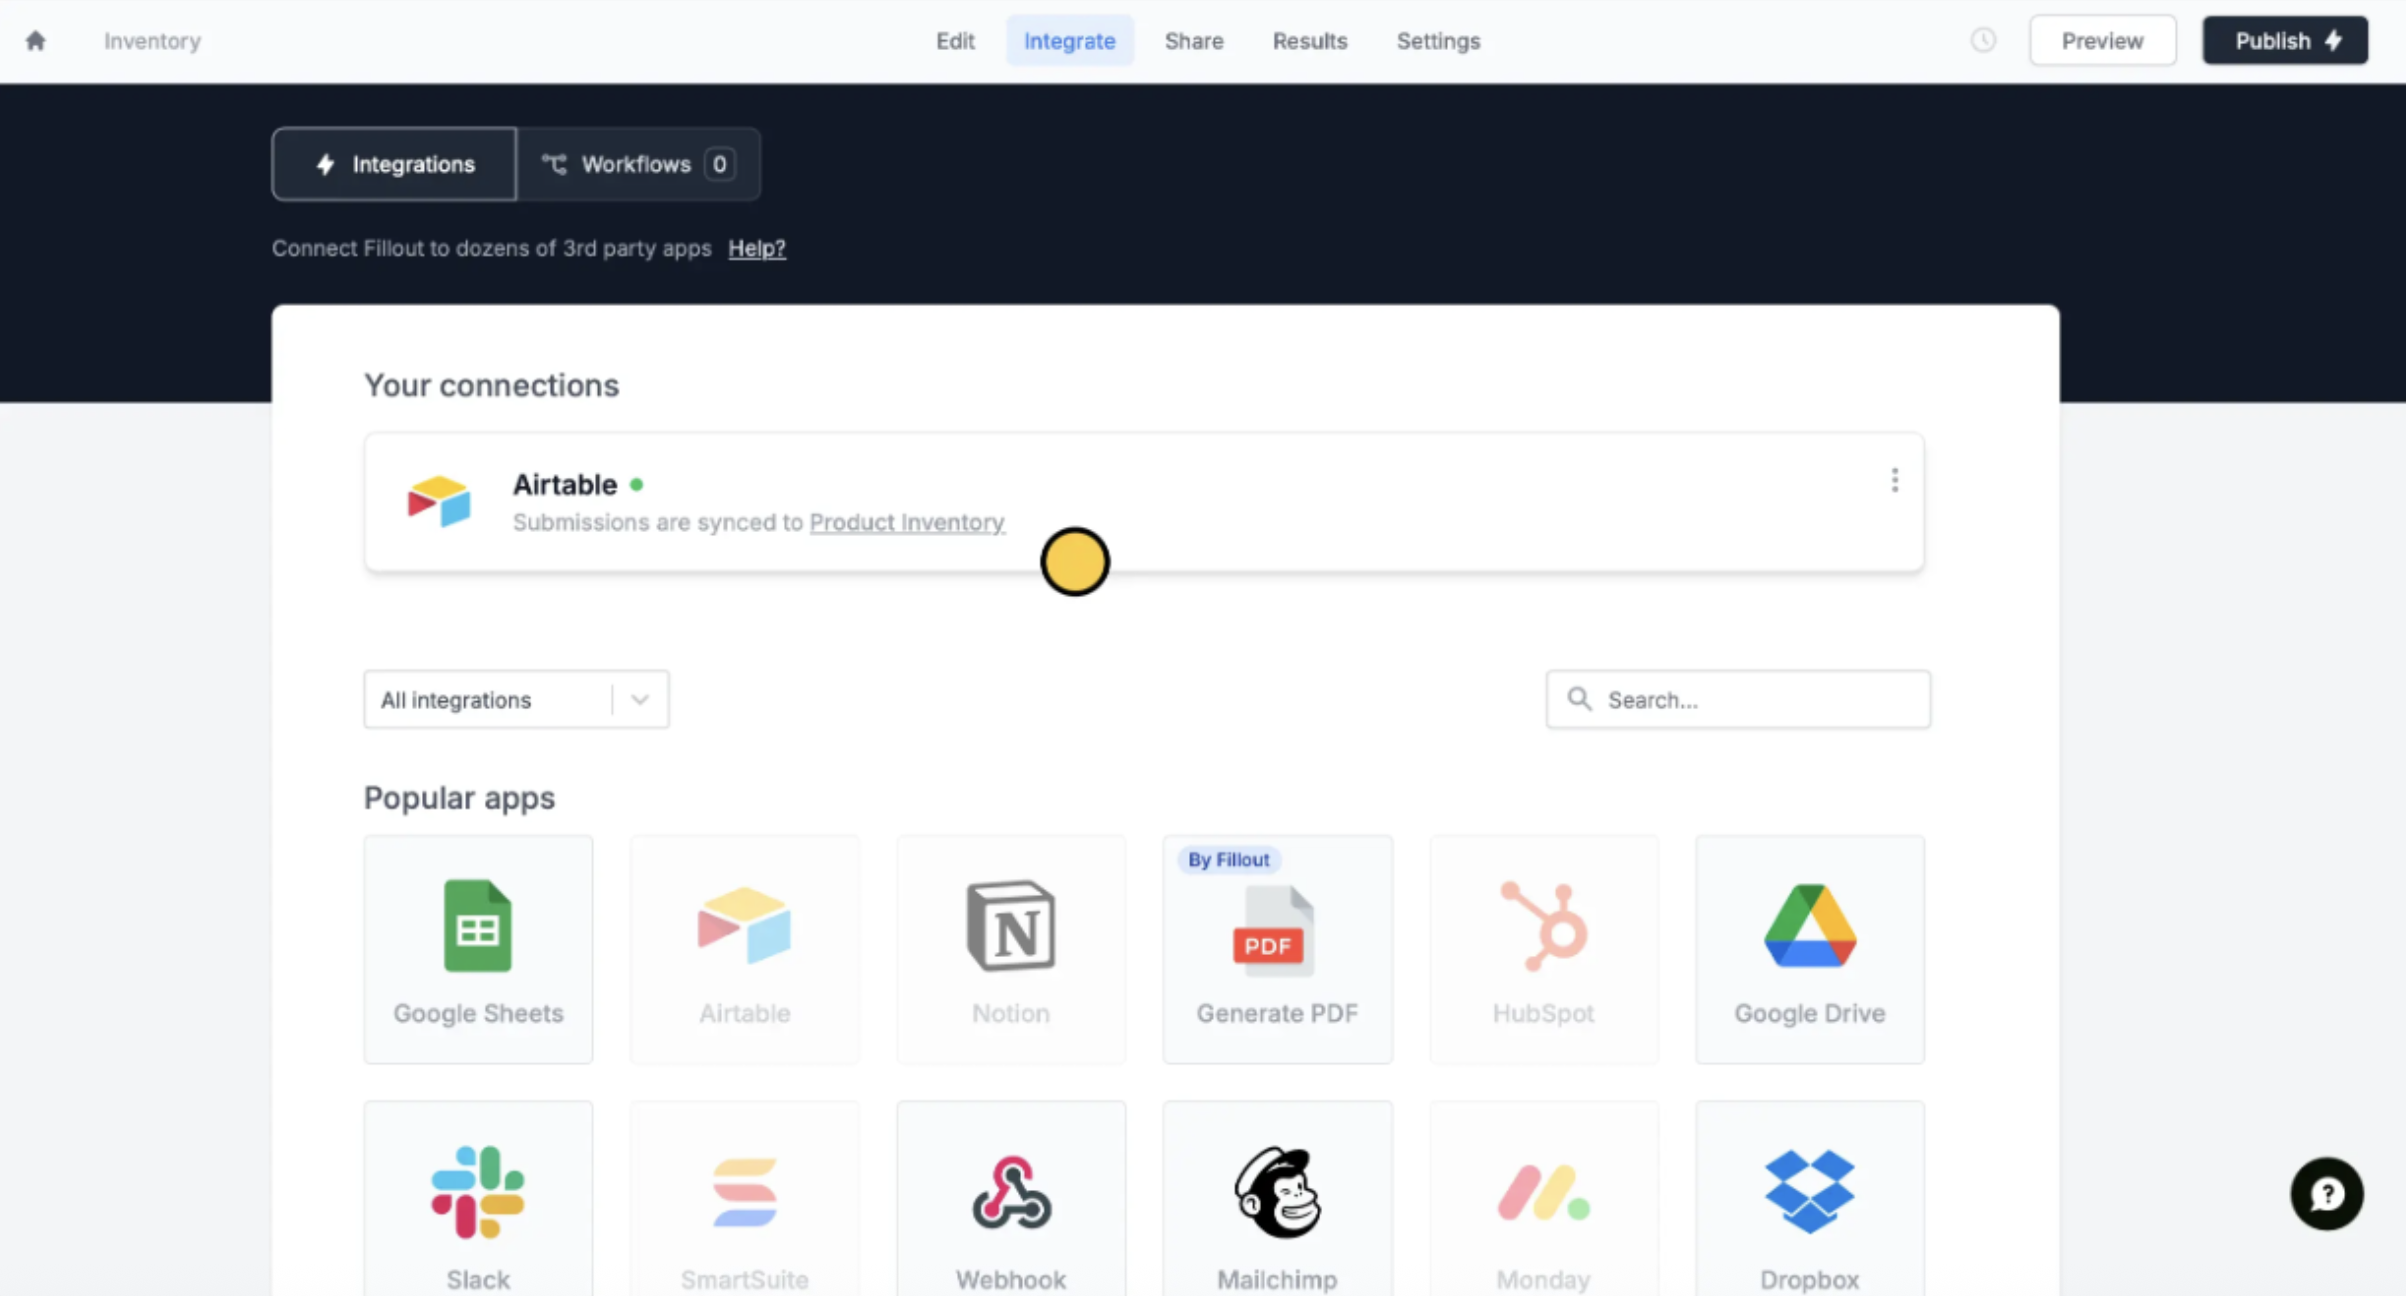 Inventory
Edit Integrate Share Results Settings
Preview
Publish
Integrations
Workflows 0
Connect Fillout to dozens of 3rd party apps Help?
Your connections
Airtable
Submissions are synced to Product Inventory
All integrations
Search...
Popular apps
By Fillout
N
PDF
Google Sheets
Airtable
Notion
Generate PDF
HubSpot
Google Drive
Slack
SmartSuite
Webhook
Mailchimp
Monday
Dropbox
?